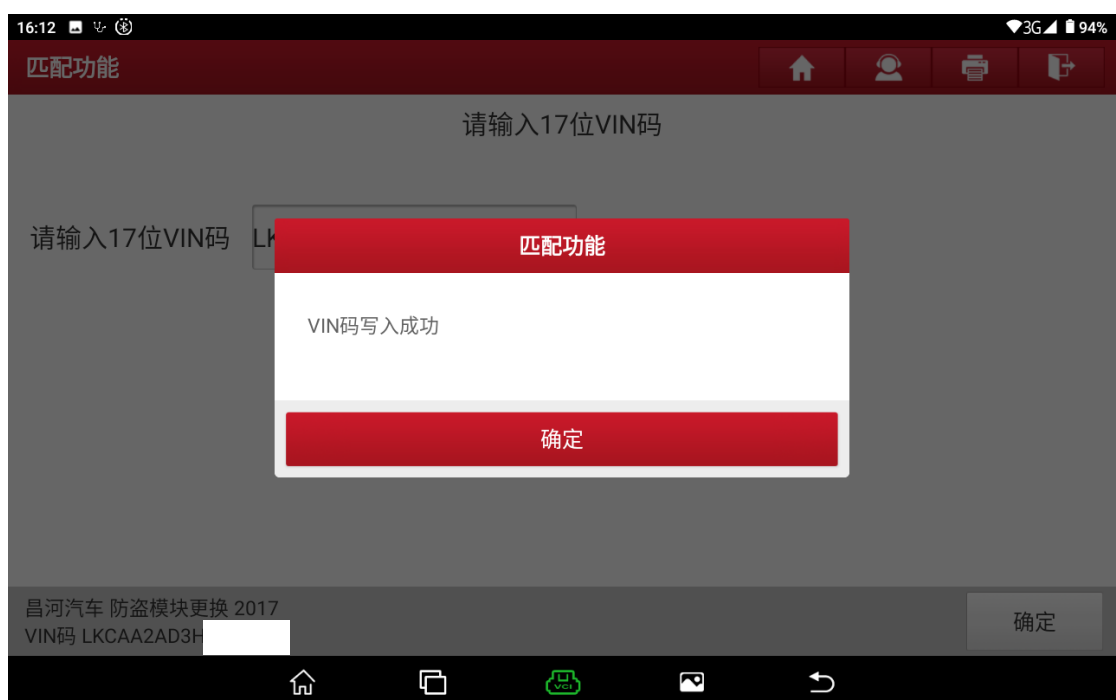 16:12 3G 94%
匹配功能
请输入17位VIN码
请输入17位VIN码 LK
匹配功能
VIN码写入成功
确定
昌河汽车 防盗模块更换 2017
VIN码 LKCAA2AD3H
确定
VCI